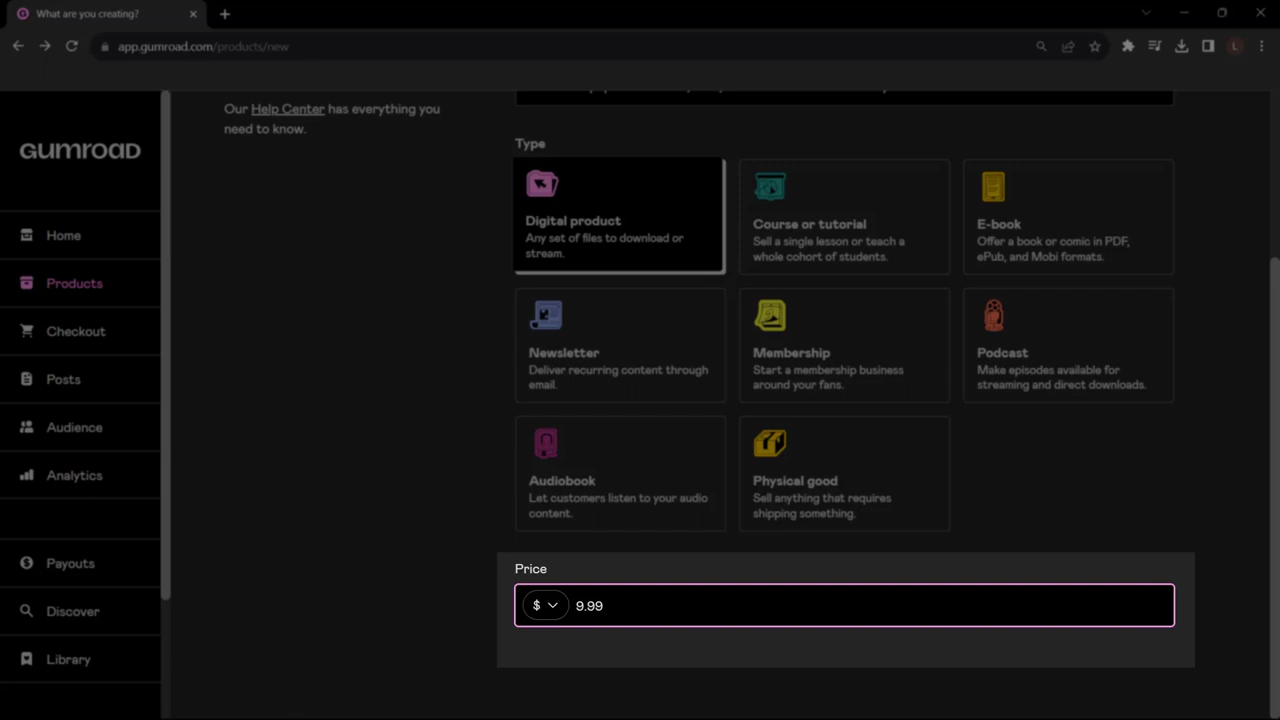 What are you creating?
app.gumroad.com/products/new
L
Our Help Center has everything you
need to know.
GUMROAD
Home
Products
Checkout
Posts
Audience
Analytics
Payouts
Discover
Library
Type
Digital product
Any set of files to download or
stream.
Course or tutorial
Sell a single lesson or teach a
whole cohort of students.
E-book
Offer a book or comic in PDF,
ePub, and Mobi formats.
Newsletter
Deliver recurring content through
email.
Membership
Start a membership business
around your fans.
Podcast
Make episodes available for
streaming and direct downloads.
Audiobook
Let customers listen to your audio
content.
Physical good
Sell anything that requires
shipping something.
Price
$ 9.99